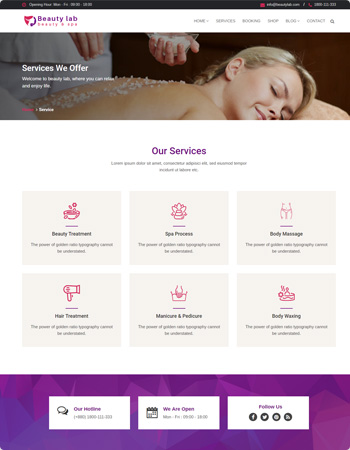 Opening Hour Mon - Fri : 09:00 - 18:00
info@beautylab.com / 1800-111-333
Beauty lab
beauty & spa
HOME SERVICES BOOKING SHOP BLOG CONTACT
Services We Offer
Welcome to beauty lab, where you can relax
and enjoy life.
Service
Our Services
Lorem ipsum dolor sit amet, consectetur adipisci elit, sed eiusmod tempor
incidunt ut labore etc.
Beauty Treatment
The power of golden ratio typography cannot
be understated.
Spa Process
The power of golden ratio typography cannot
be understated.
Body Massage
The power of golden ratio typography cannot
be understated.
Hair Treatment
The power of golden ratio typography cannot
be understated.
Manicure & Pedicure
The power of golden ratio typography cannot
be understated.
Body Waxing
The power of golden ratio typography cannot
be understated.
Our Hotline
(+880) 1800-111-333
We Are Open
Mon - Fri : 09:00 - 18:00
Follow Us